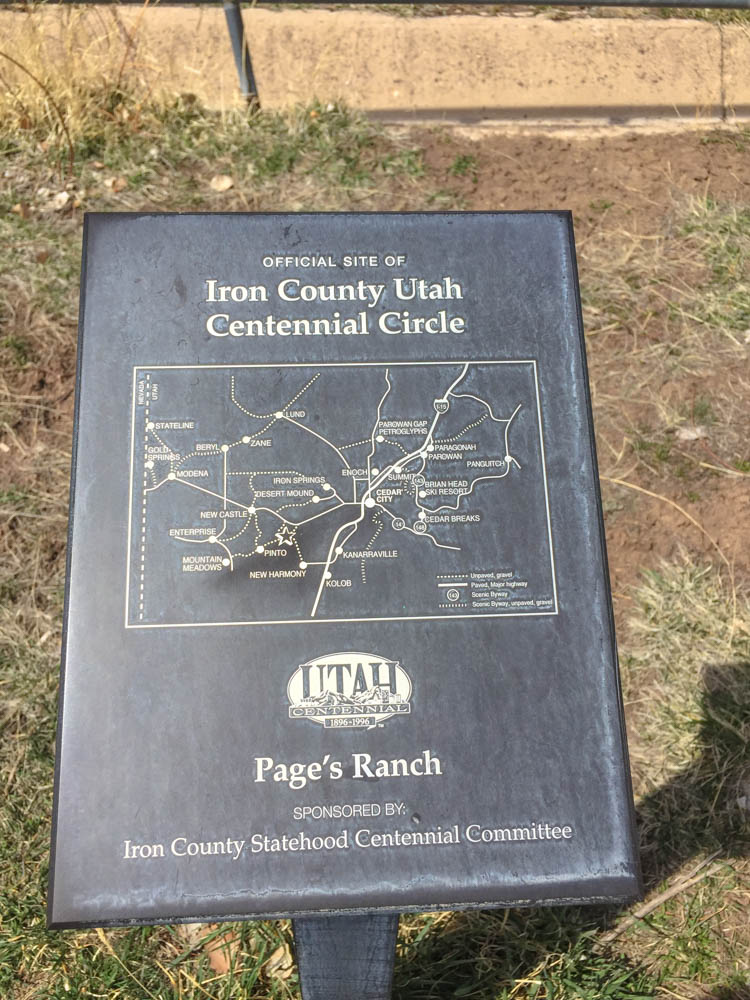 OFFICIAL SITE OF
Iron County Utah
Centennial Circle
NEVADA
UTAH
LUND
I-15
STATELINE
PAROWAN GAP
PETROGLYPHS
GOLD
SPRINGS
BERYL
ZANE
PARAGONAH
PAROWAN
PANGUITCH
MODENA
ENOCH
SUMMIT
IRON SPRINGS
143
BRIAN HEAD
SKI RESORT
DESERT MOUND
CEDAR
CITY
NEW CASTLE
14
148
CEDAR BREAKS
ENTERPRISE
PINTO
KANARRAVILLE
MOUNTAIN
MEADOWS
NEW HARMONY
KOLOB
Unpaved, gravel
Paved, Major highway
143
Scenic Byway
Scenic Byway, unpaved, gravel
UTAH
CENTENNIAL
1896-1996
TM
Page's Ranch
SPONSORED BY:
Iron County Statehood Centennial Committee